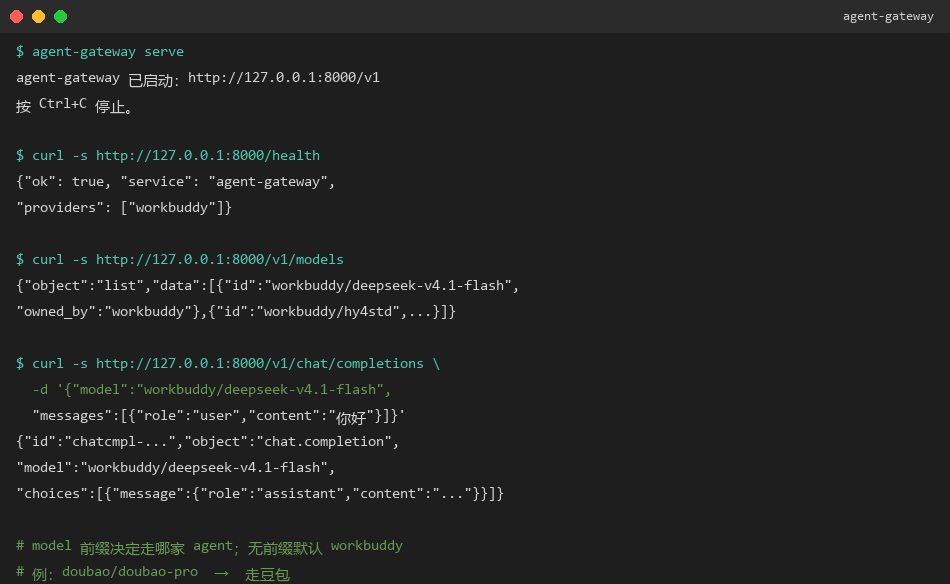 agent-gateway
$ agent-gateway serve
agent-gateway 已启动: http://127.0.0.1:8000/v1
按 Ctrl+C 停止。
$ curl -s http://127.0.0.1:8000/health
{"ok": true, "service": "agent-gateway",
"providers": ["workbuddy"]}
$ curl -s http://127.0.0.1:8000/v1/models
{"object":"list","data":[{"id":"workbuddy/deepseek-v4.1-flash",
"owned_by":"workbuddy"},{"id":"workbuddy/hy4std",...}]}
$ curl -s http://127.0.0.1:8000/v1/chat/completions \
-d '{"model":"workbuddy/deepseek-v4.1-flash",
"messages":[{"role":"user","content":"你好"}]}'
{"id":"chatcmpl-...","object":"chat.completion",
"model":"workbuddy/deepseek-v4.1-flash",
"choices":[{"message":{"role":"assistant","content":"..."}}]}
# model 前缀决定走哪家 agent; 无前缀默认 workbuddy
# 例: doubao/doubao-pro → 走豆包